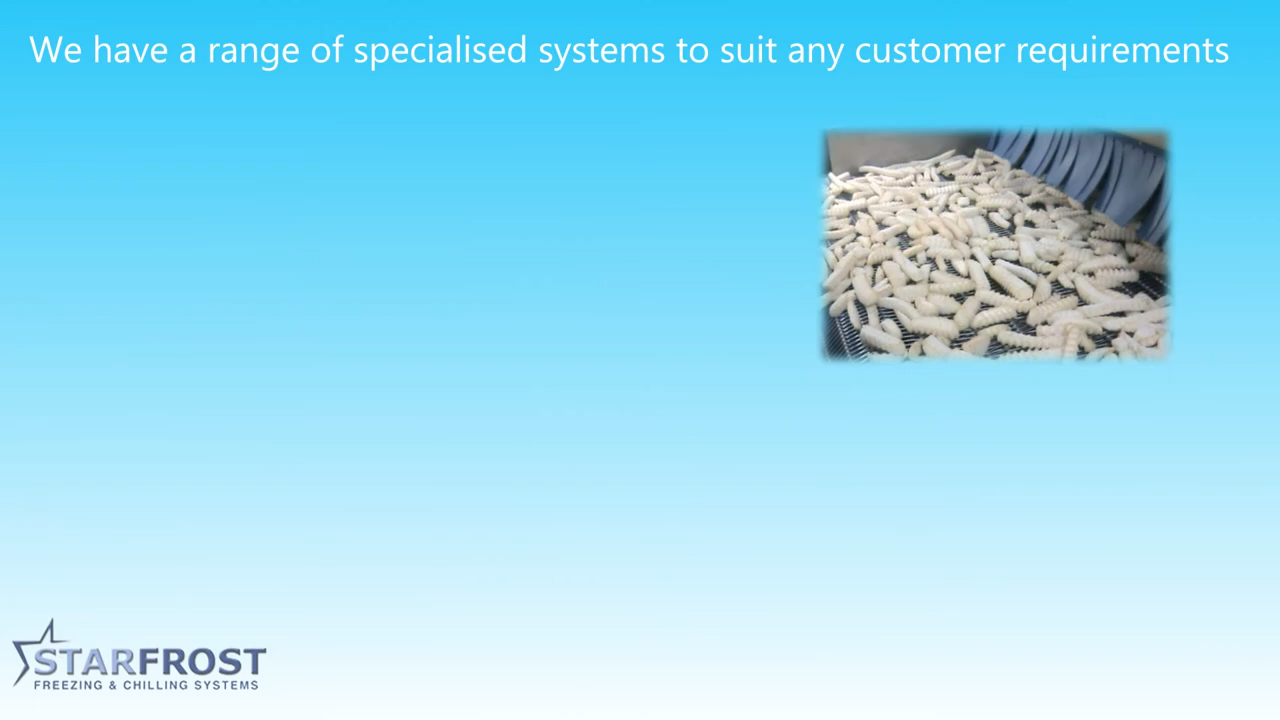 We have a range of specialised systems to suit any customer requirements
STARFROST
FREEZING & CHILLING SYSTEMS